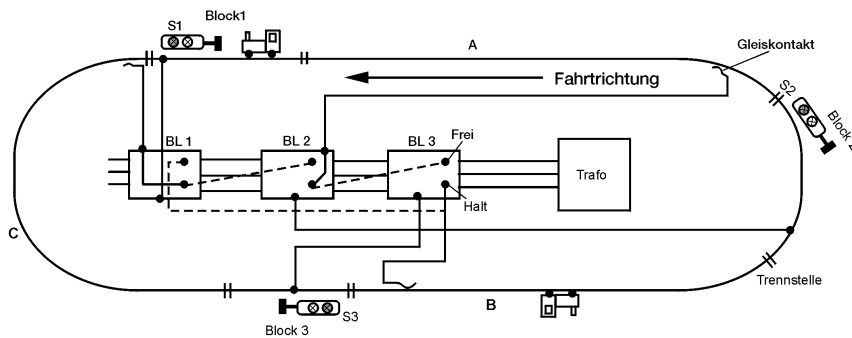 Block1
S1
A
Gleiskontakt
Fahrtrichtung
S2
Block 2
BL 1
BL 2
BL 3
Frei
Trafo
Halt
C
Trennstelle
B
S3
Block 3